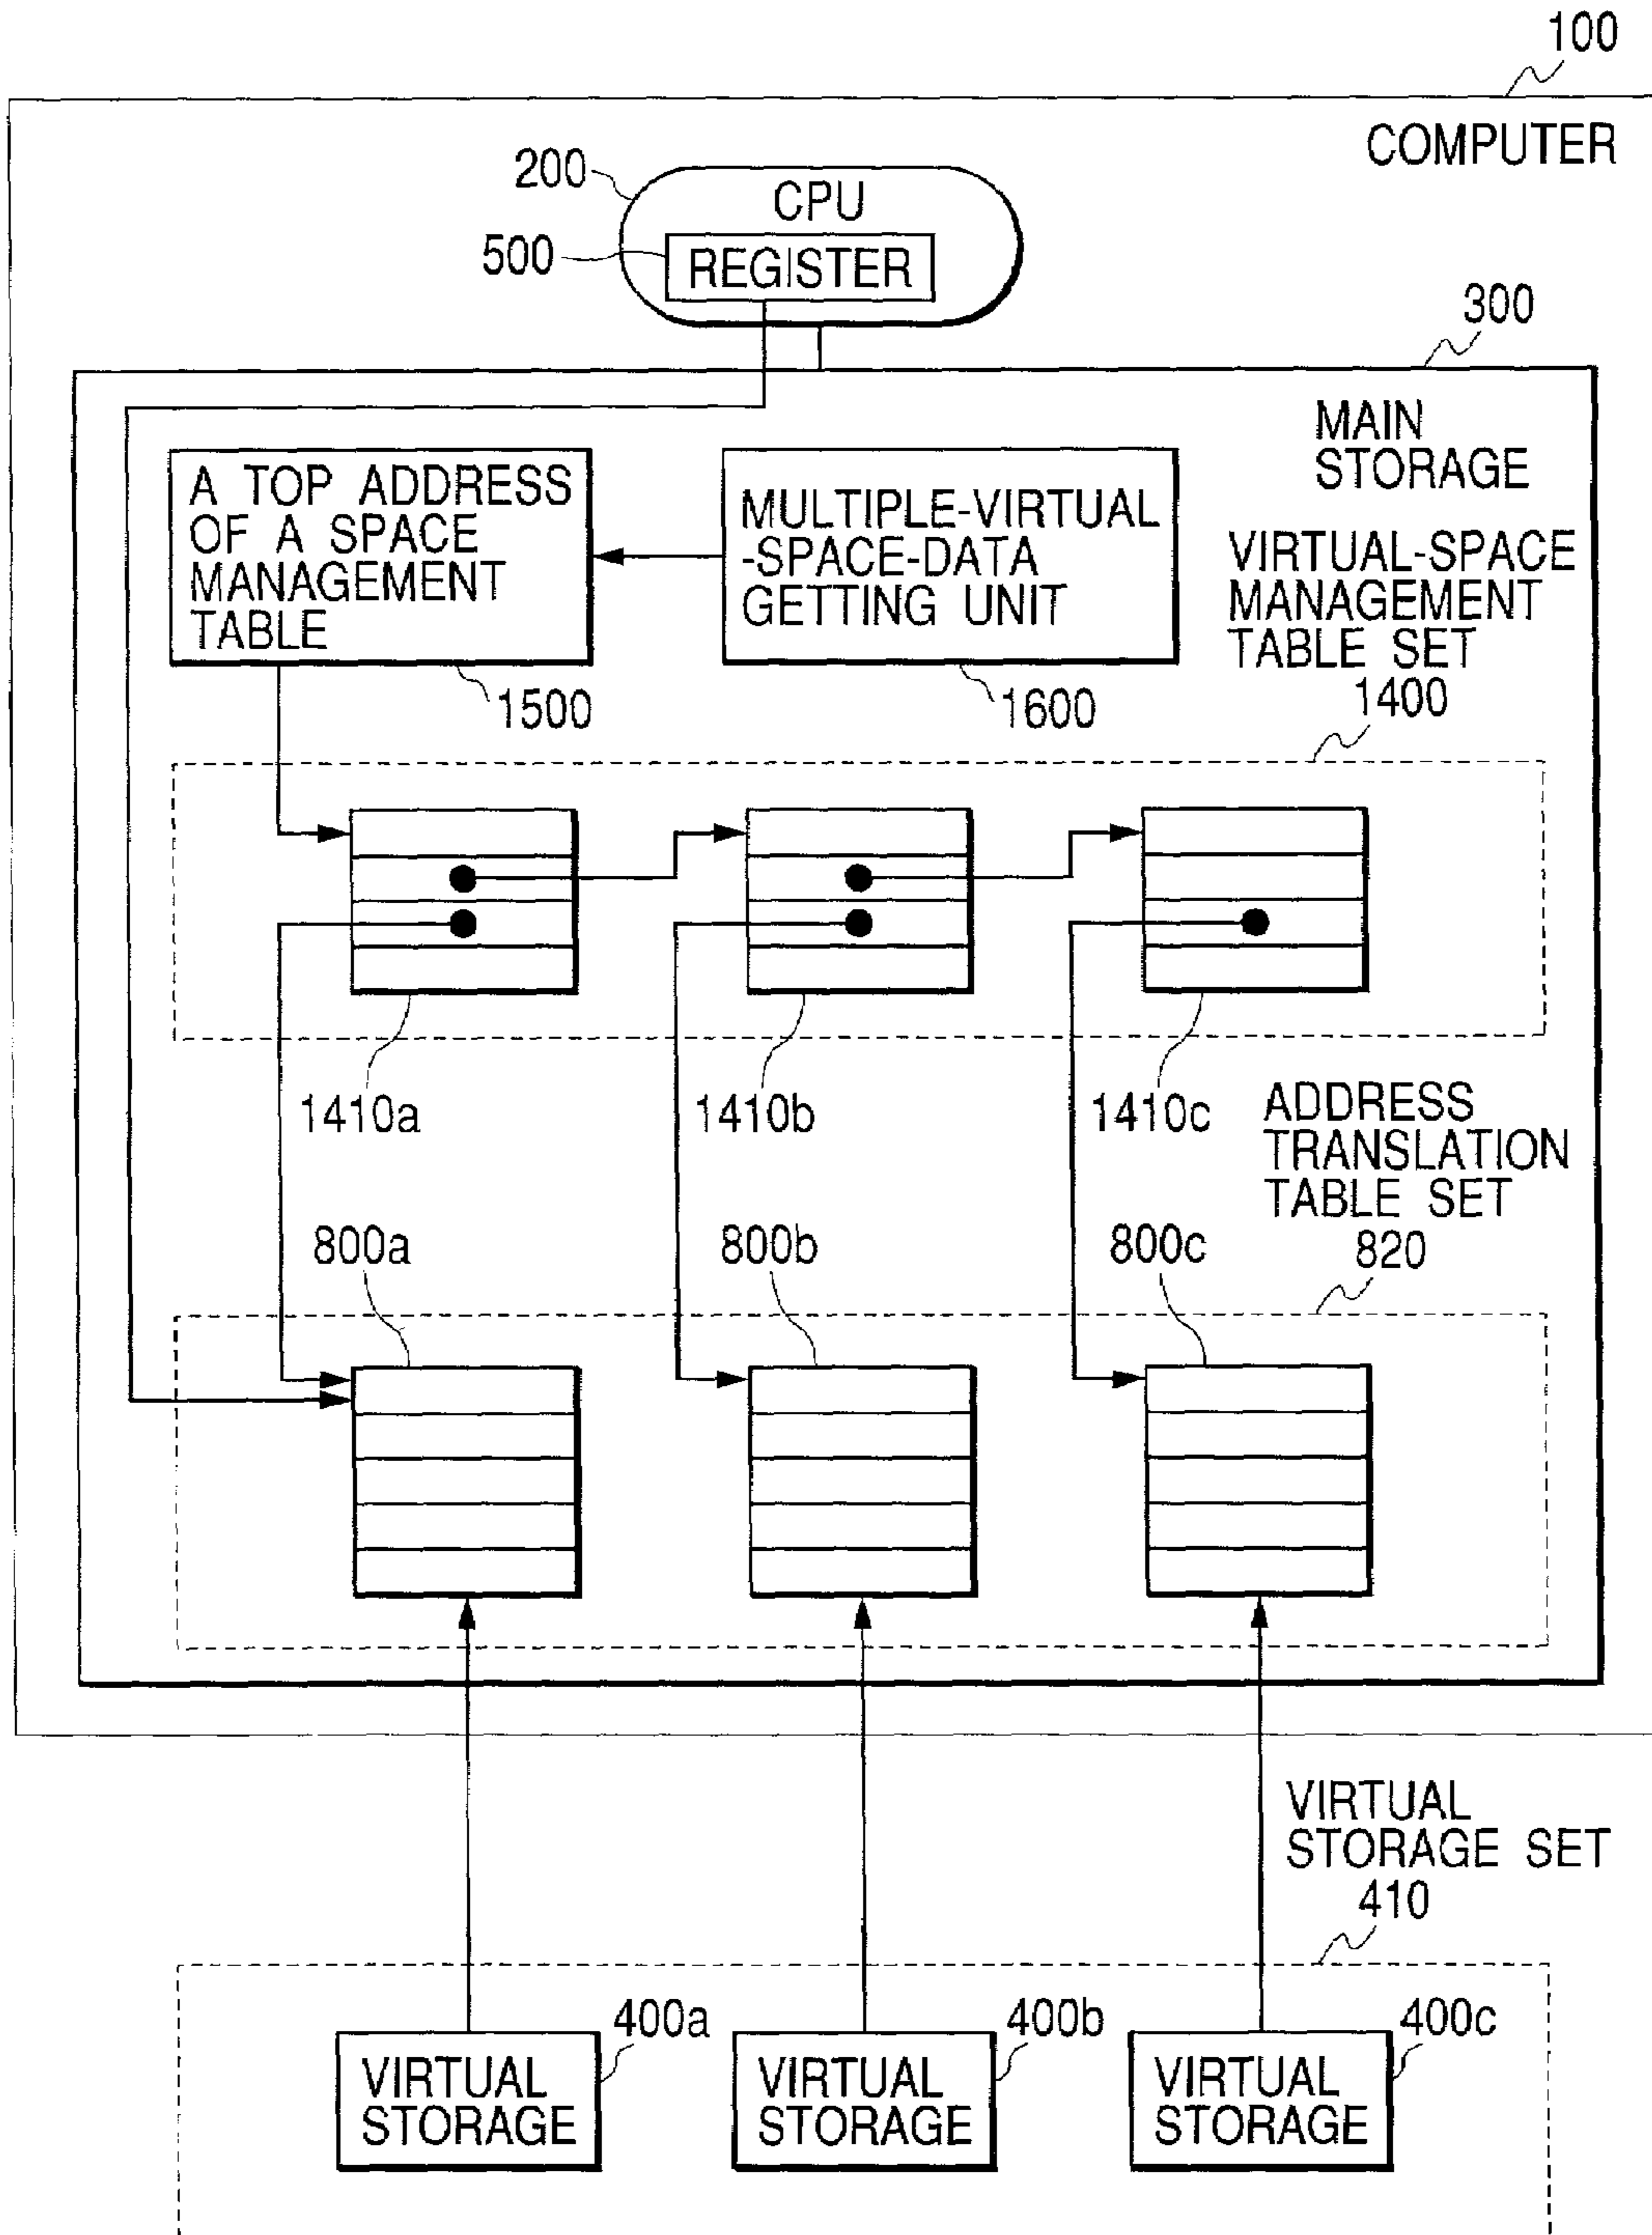 100
COMPUTER
200
CPU
500
REGISTER
300
MAIN
STORAGE
A TOP ADDRESS
OF A SPACE
MANAGEMENT
TABLE
MULTIPLE-VIRTUAL
-SPACE-DATA
GETTING UNIT
VIRTUAL-SPACE
MANAGEMENT
TABLE SET
1400
1500
1600
1410a
1410b
1410c
ADDRESS
TRANSLATION
TABLE SET
820
800a
800b
800c
VIRTUAL
STORAGE SET
410
400a
400b
400c
VIRTUAL
STORAGE
VIRTUAL
STORAGE
VIRTUAL
STORAGE